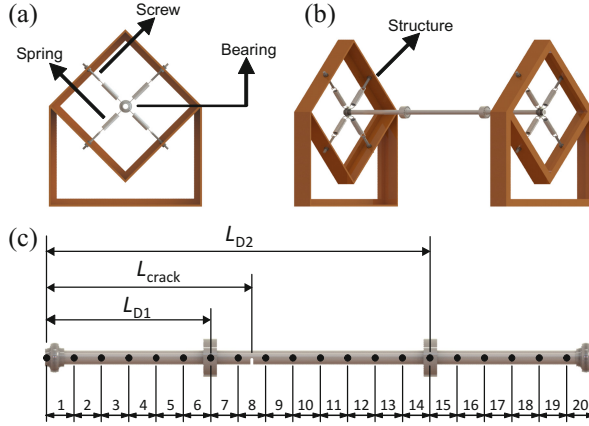 (a)
Screw
Spring
Bearing
(b)
Structure
(c)
L_D2
L_crack
L_D1
1 2 3 4 5 6 7 8 9 10 11 12 13 14 15 16 17 18 19 20